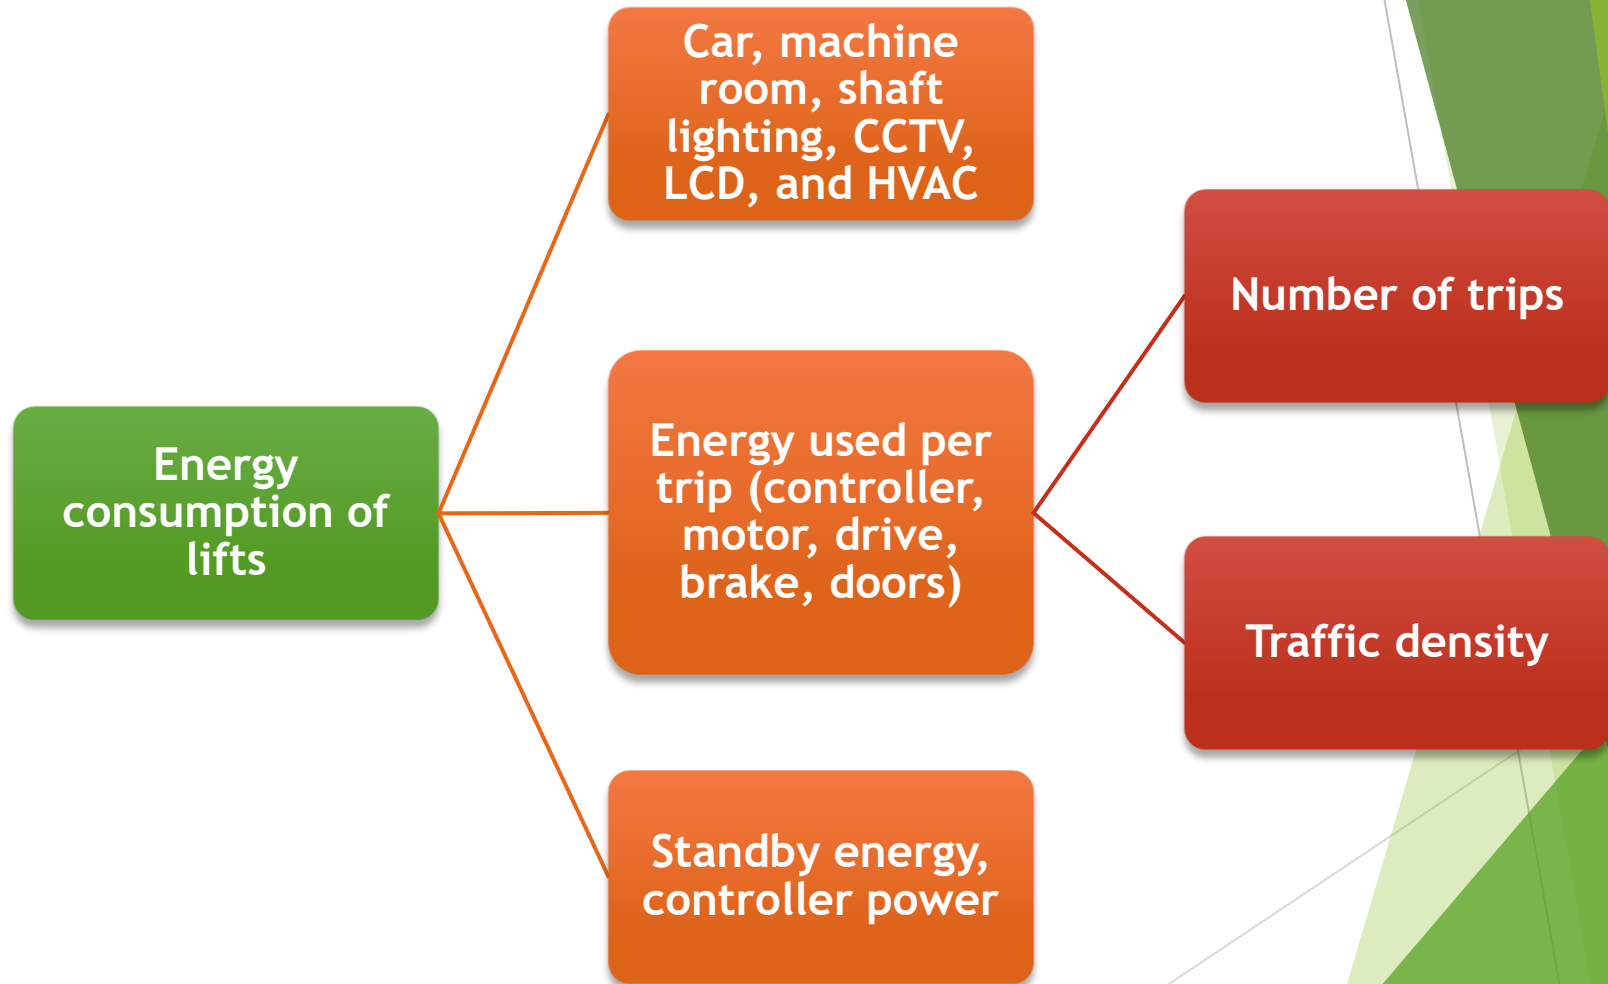 Car, machine
room, shaft
lighting, CCTV,
LCD, and HVAC
Number of trips
Energy
consumption of
lifts
Energy used per
trip (controller,
motor, drive,
brake, doors)
Traffic density
Standby energy,
controller power